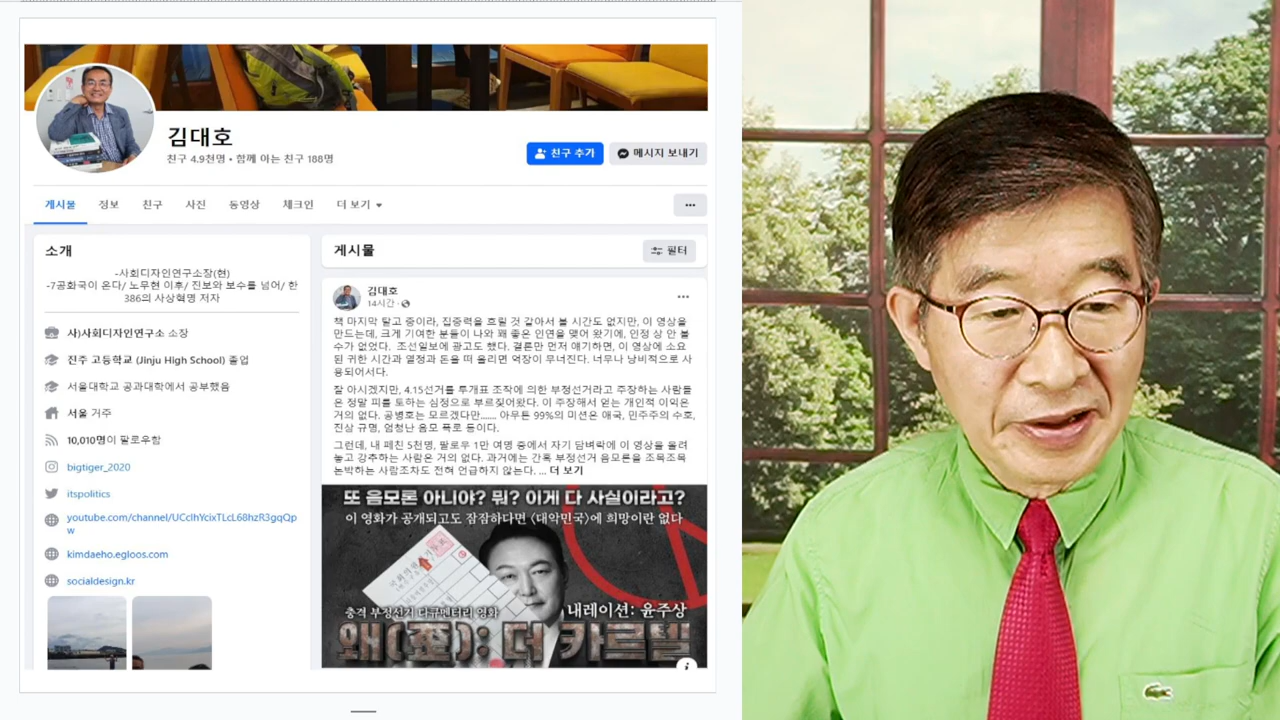 김대호
친구 4.9천명 • 함께 아는 친구 188명
친구 추가
메시지 보내기
게시물
정보
친구
사진
동영상
체크인
더 보기
소개
-사회디자인연구소장(현)
-7공화국이 온다/ 노무현 이후/ 진보와 보수를 넘어/ 한
386의 사상혁명 저자
사)사회디자인연구소 소장
진주 고등학교 (Jinju High School) 졸업
서울대학교 공과대학에서 공부했음
서울 거주
10,010명이 팔로우함
bigtiger_2020
itspolitics
youtube.com/channel/UCcIhYcixTLcL68hzR3gqQp
w
kimdaeho.egloos.com
socialdesign.kr
게시물
필터
김대호
14시간 ·
책 마지막 탈고 중이라, 집중력을 흐릴 것 같아서 볼 시간도 없지만, 이 영상을
만드는데, 크게 기여한 분들이 나와 꽤 좋은 인연을 맺어 왔기에, 인정 상 안 볼
수가 없었다. 조선일보에 광고도 했다. 결론만 먼저 얘기하면, 이 영상에 소요
된 귀한 시간과 열정과 돈을 떠 올리면 억장이 무너진다. 너무나 낭비적으로 사
용되어서다.
잘 아시겠지만, 4.15선거를 투개표 조작에 의한 부정선거라고 주장하는 사람들
은 정말 피를 토하는 심정으로 부르짖어왔다. 이 주장해서 얻는 개인적 이익은
거의 없다. 공병호는 모르겠다만....... 아무튼 99%의 미션은 애국, 민주주의 수호,
진상 규명, 엄청난 음모 폭로 등이다.
그런데, 내 페친 5천명, 팔로우 1만 여명 중에서 자기 담벼락에 이 영상을 올려
놓고 강추하는 사람은 거의 없다. 과거에는 간혹 부정선거 음모론을 조목조목
논박하는 사람조차도 전혀 언급하지 않는다. ... 더 보기
또 음모론 아니야? 뭐? 이게 다 사실이라고?
이 영화가 공개되고도 잠잠하다면 <대악민국>에 희망이란 없다
충격 부정선거 다큐멘터리 영화
내레이션: 윤주상
왜(歪): 더 카르텔